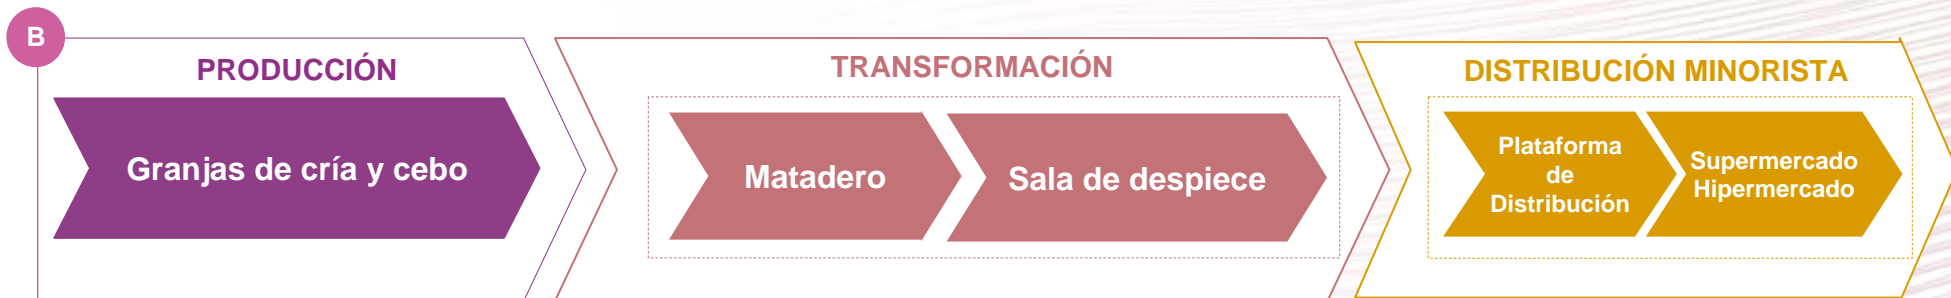 B
PRODUCCIÓN
Granjas de cría y cebo
TRANSFORMACIÓN
Matadero
Sala de despiece
DISTRIBUCIÓN MINORISTA
Plataforma
de
Distribución
Supermercado
Hipermercado